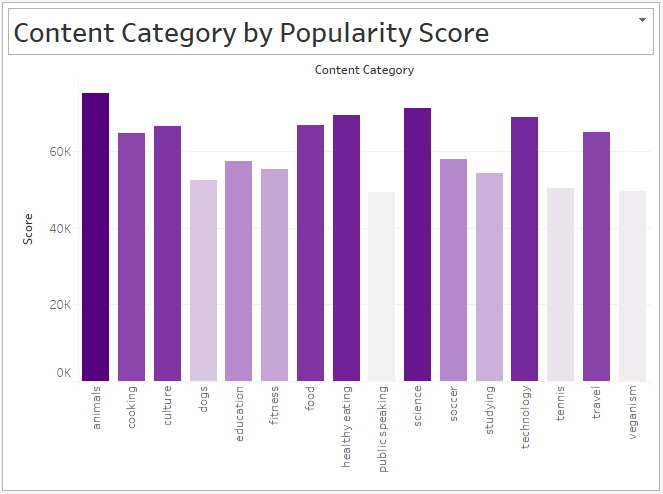 Content Category by Popularity Score
Content Category
60K
40K
20K
0K
Score
animals
cooking
culture
dogs
education
fitness
food
healthy eating
public speaking
science
soccer
studying
technology
tennis
travel
veganism